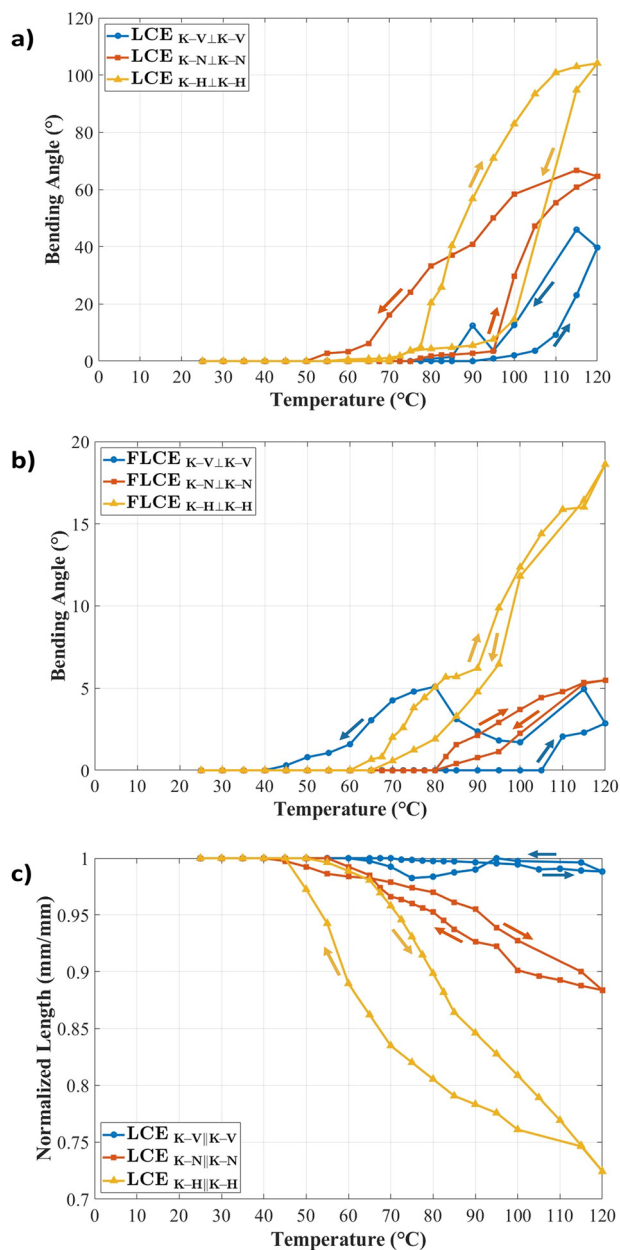 a)
LCE K–V⊥K–V
LCE K–N⊥K–N
LCE K–H⊥K–H
120
100
80
60
40
20
0
Bending Angle (°)
0 10 20 30 40 50 60 70 80 90 100 110 120
Temperature (°C)
b)
FLCE K–V⊥K–V
FLCE K–N⊥K–N
FLCE K–H⊥K–H
20
15
10
5
0
Bending Angle (°)
0 10 20 30 40 50 60 70 80 90 100 110 120
Temperature (°C)
c)
1
0.95
0.9
0.85
0.8
0.75
0.7
Normalized Length (mm/mm)
LCE K–V∥K–V
LCE K–N∥K–N
LCE K–H∥K–H
0 10 20 30 40 50 60 70 80 90 100 110 120
Temperature (°C)